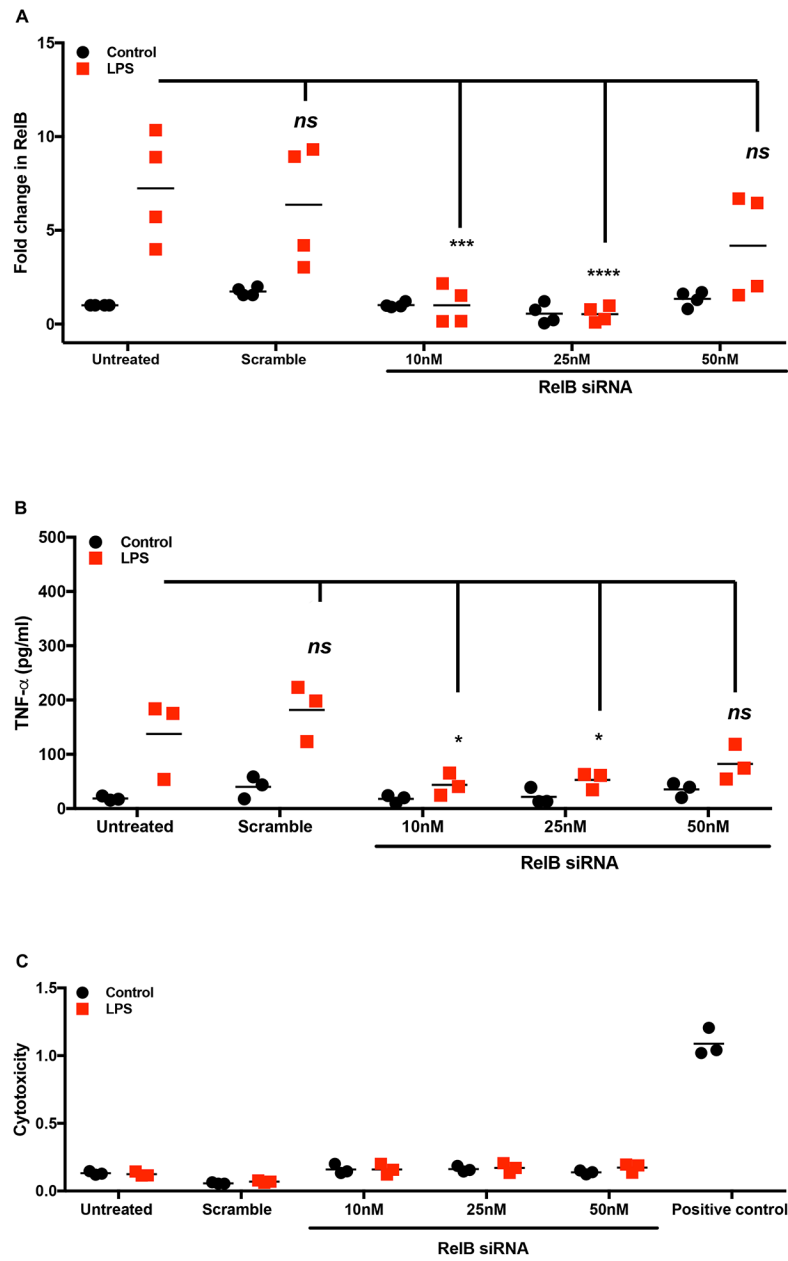 A
15
10
5
0
Fold change in RelB
Control
LPS
ns
***
****
ns
Untreated Scramble 10nM 25nM 50nM
RelB siRNA
B
500
400
300
200
100
0
TNF-α (pg/ml)
Control
LPS
ns
*
*
ns
Untreated Scramble 10nM 25nM 50nM
RelB siRNA
C
1.5
1.0
0.5
0.0
Cytotoxicity
Control
LPS
Untreated Scramble 10nM 25nM 50nM Positive control
RelB siRNA